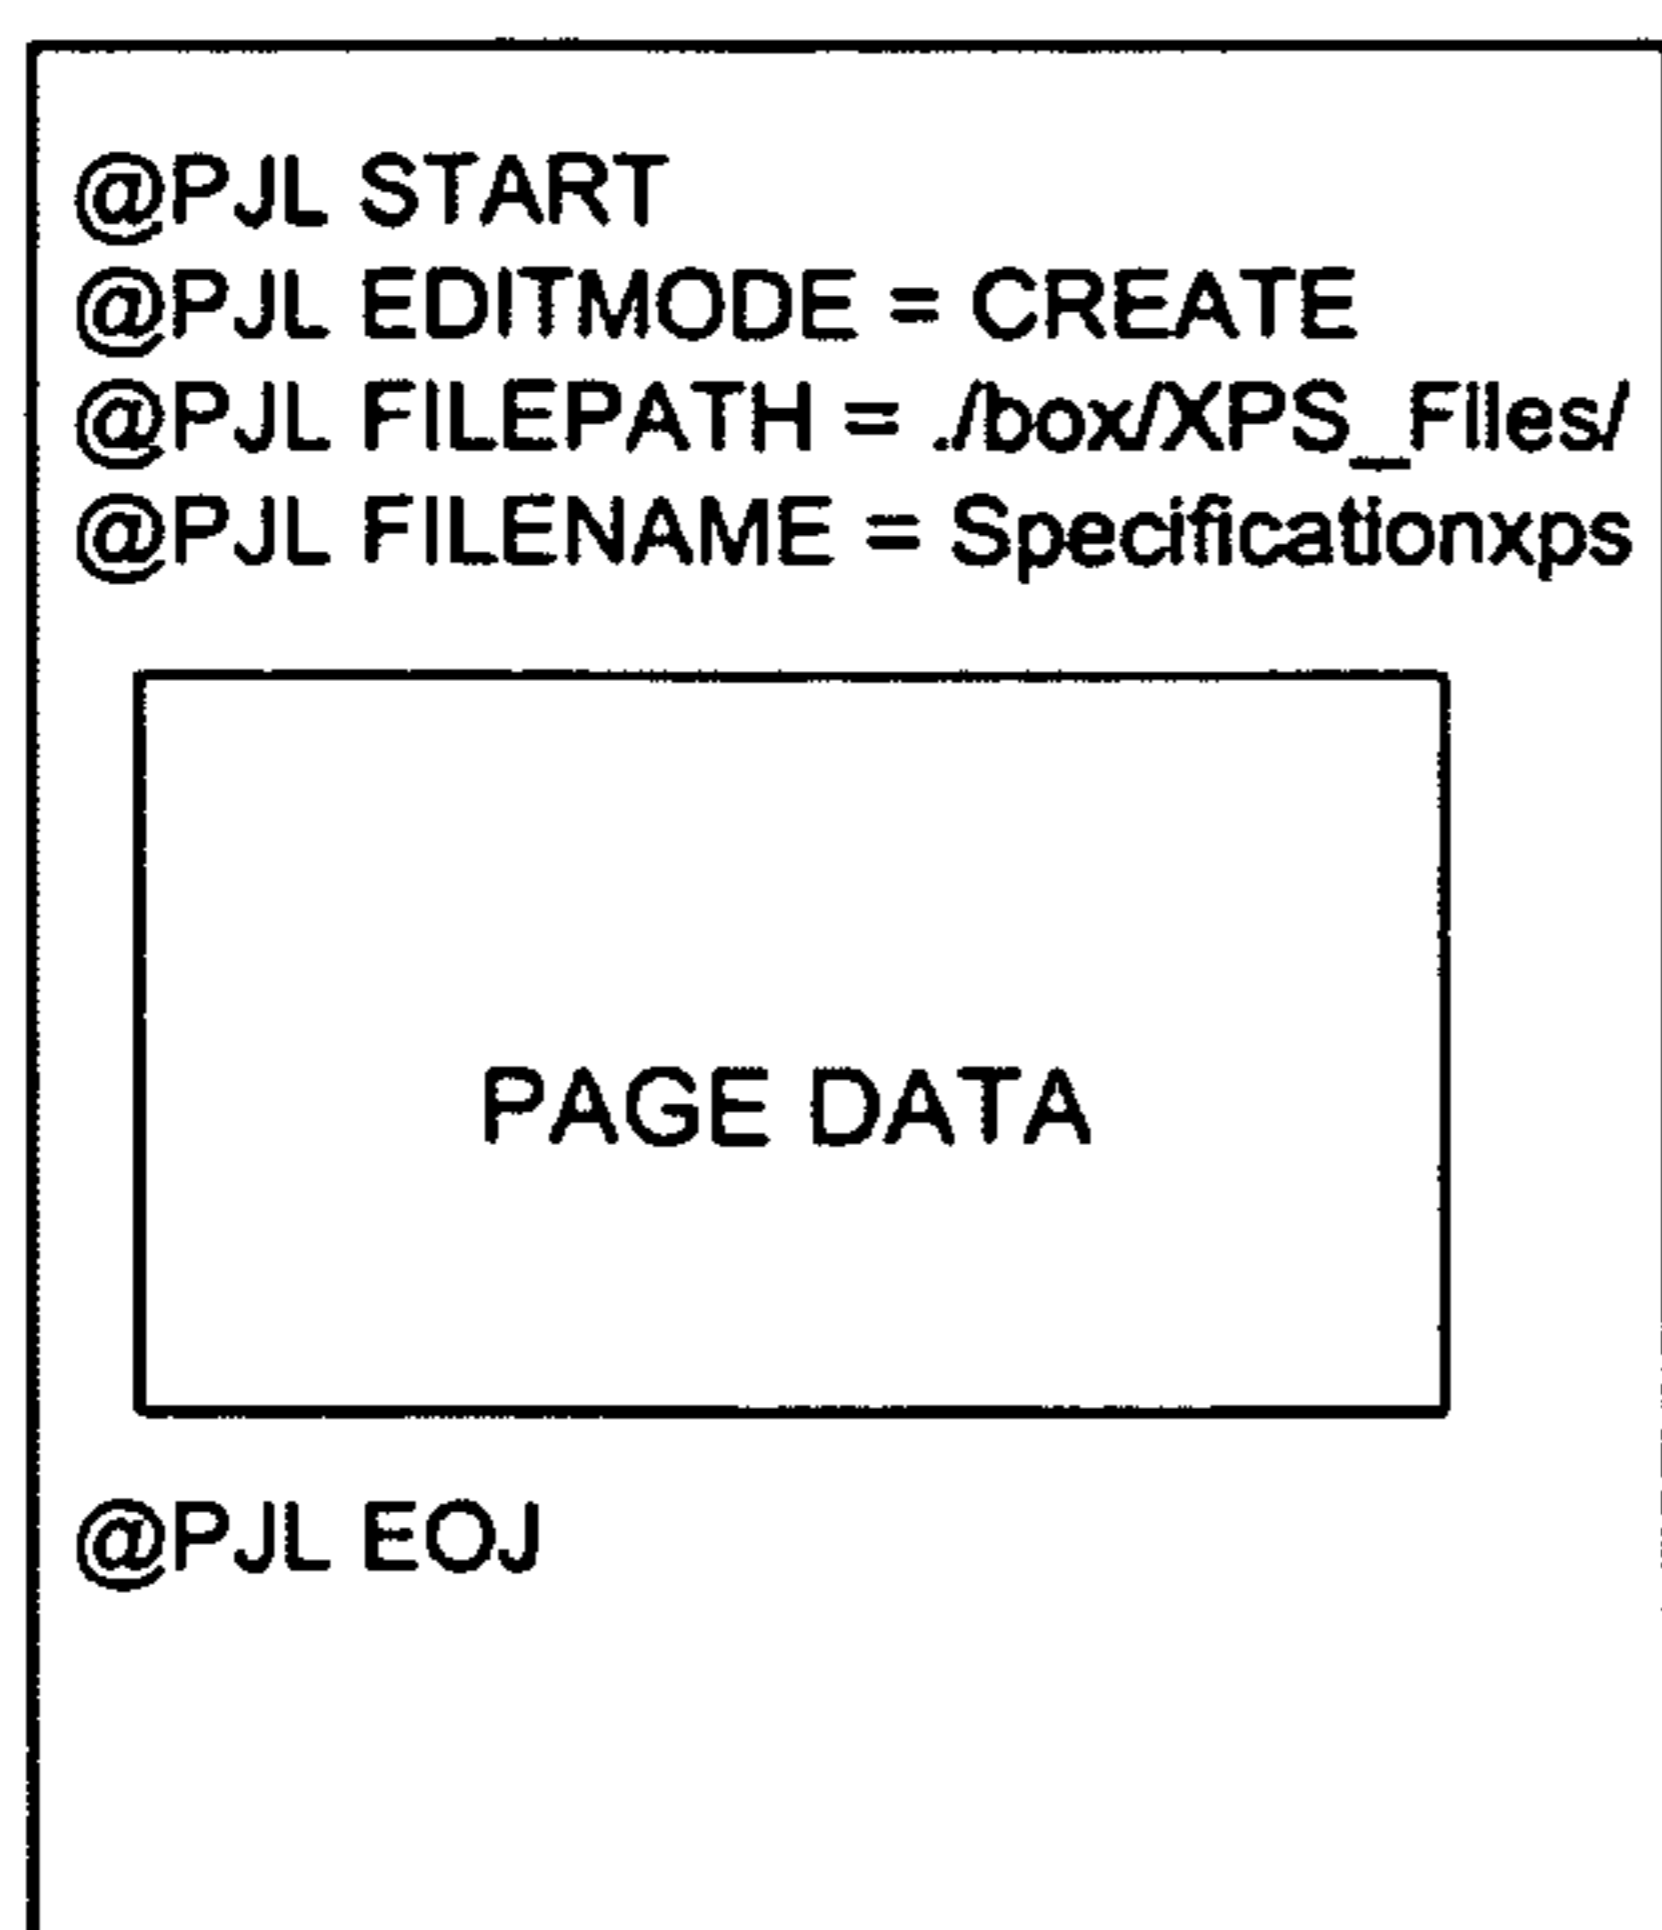 @PJL START
@PJL EDITMODE = CREATE
@PJL FILEPATH = ./box/XPS_Files/
@PJL FILENAME = Specificationxps
PAGE DATA
@PJL EOJ